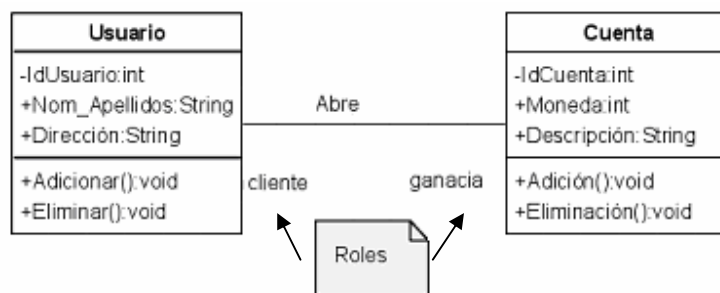 Usuario
-IdUsuario:int
+Nom_Apellidos:String
+Dirección:String
+Adicionar():void
+Eliminar():void
Abre
cliente
ganacia
Roles
Cuenta
-IdCuenta:int
+Moneda:int
+Descripción:String
+Adición():void
+Eliminación():void